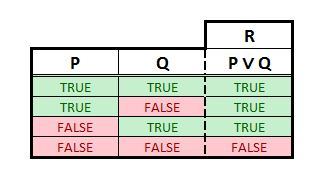 R
P Q P ∨ Q
TRUE TRUE TRUE
TRUE FALSE TRUE
FALSE TRUE TRUE
FALSE FALSE FALSE